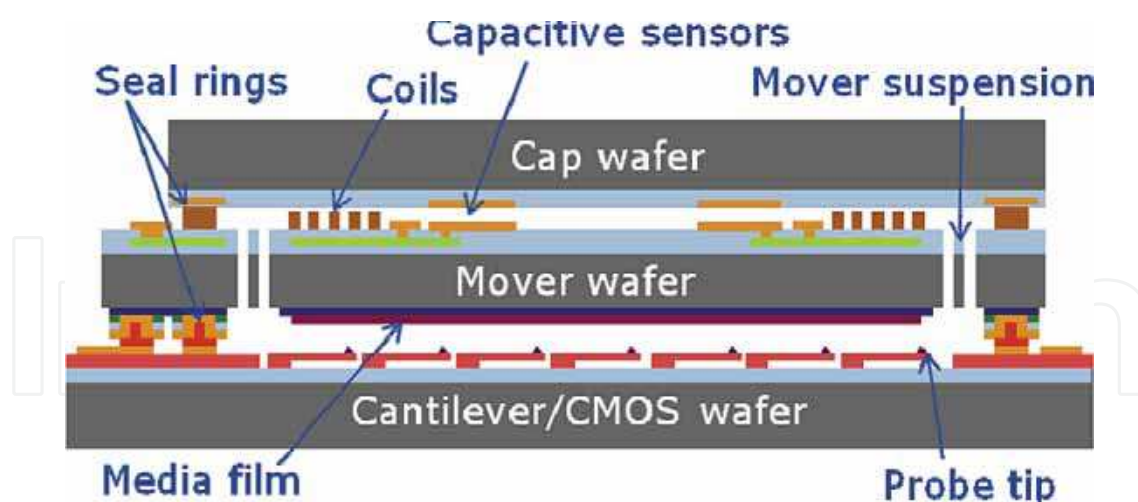 Capacitive sensors
Seal rings
Coils
Mover suspension
Cap wafer
Mover wafer
Cantilever/CMOS wafer
Media film
Probe tip